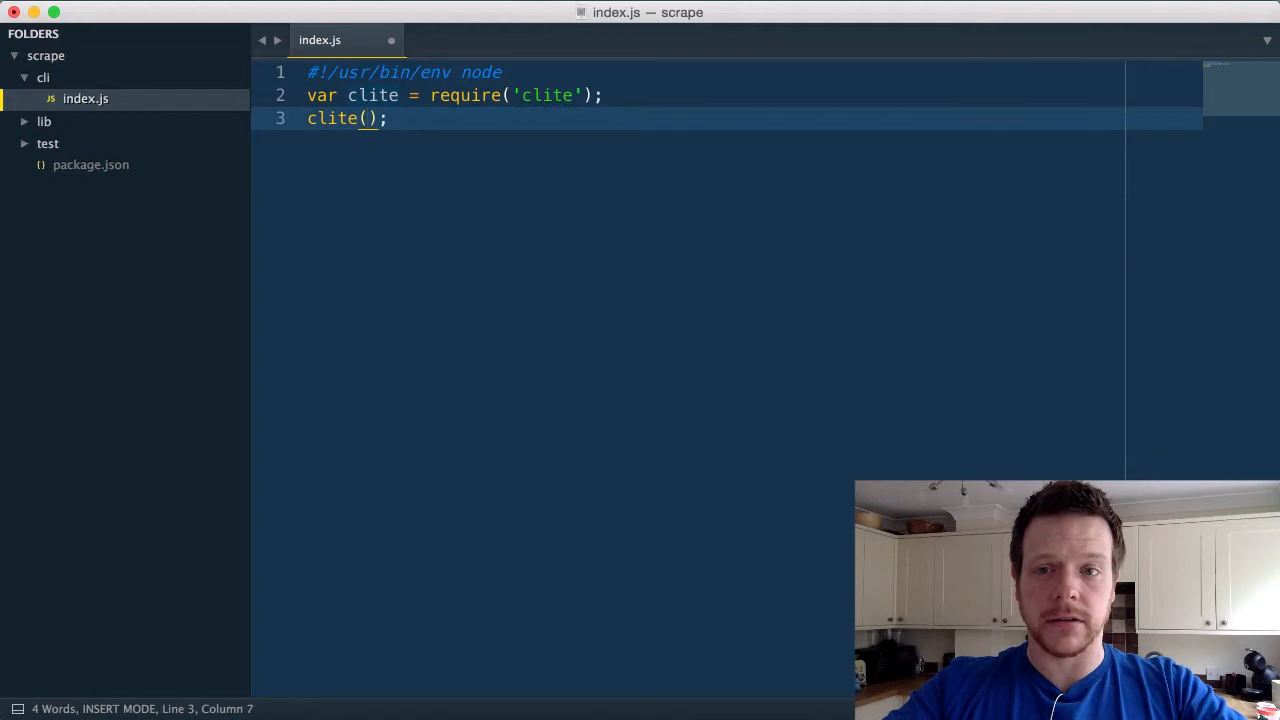 index.js — scrape
FOLDERS
scrape
cli
index.js
lib
test
package.json
index.js
1 #!/usr/bin/env node
2 var clite = require('clite');
3 clite();
4 Words, INSERT MODE, Line 3, Column 7